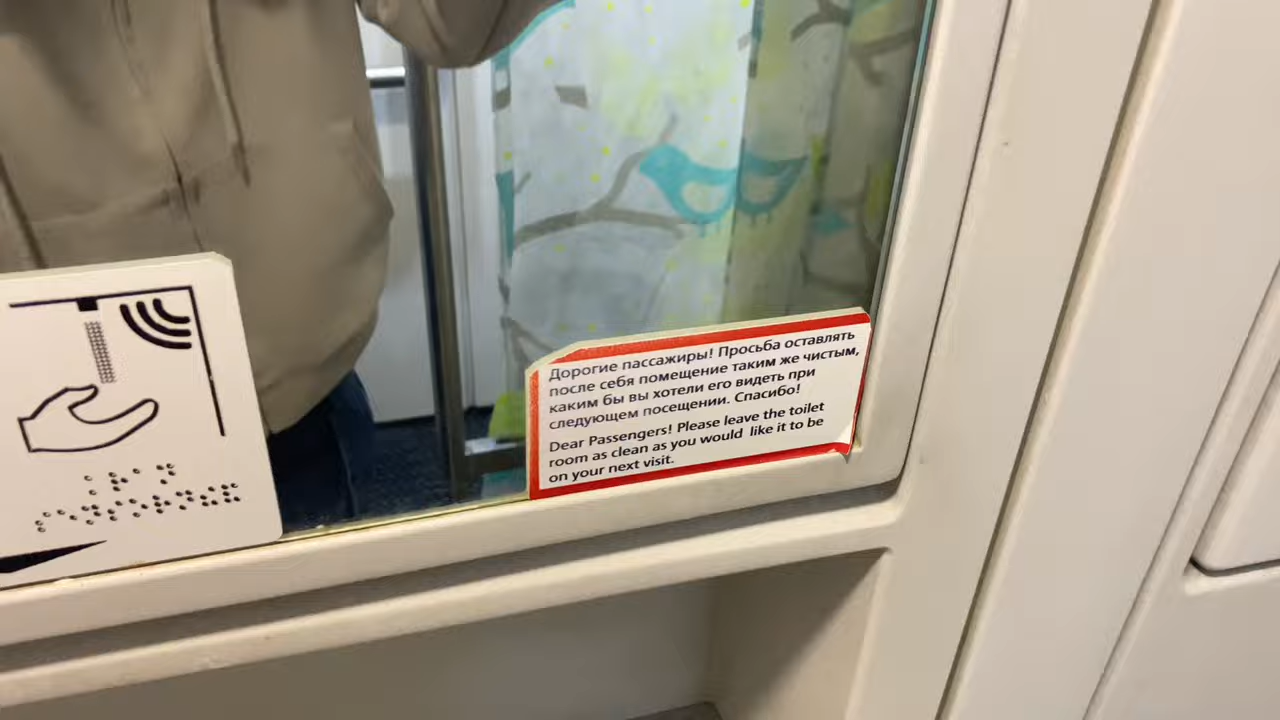 Дорогие пассажиры! Просьба оставлять
после себя помещение таким же чистым,
каким бы вы хотели его видеть при
следующем посещении. Спасибо!
Dear Passengers! Please leave the toilet
room as clean as you would like it to be
on your next visit.